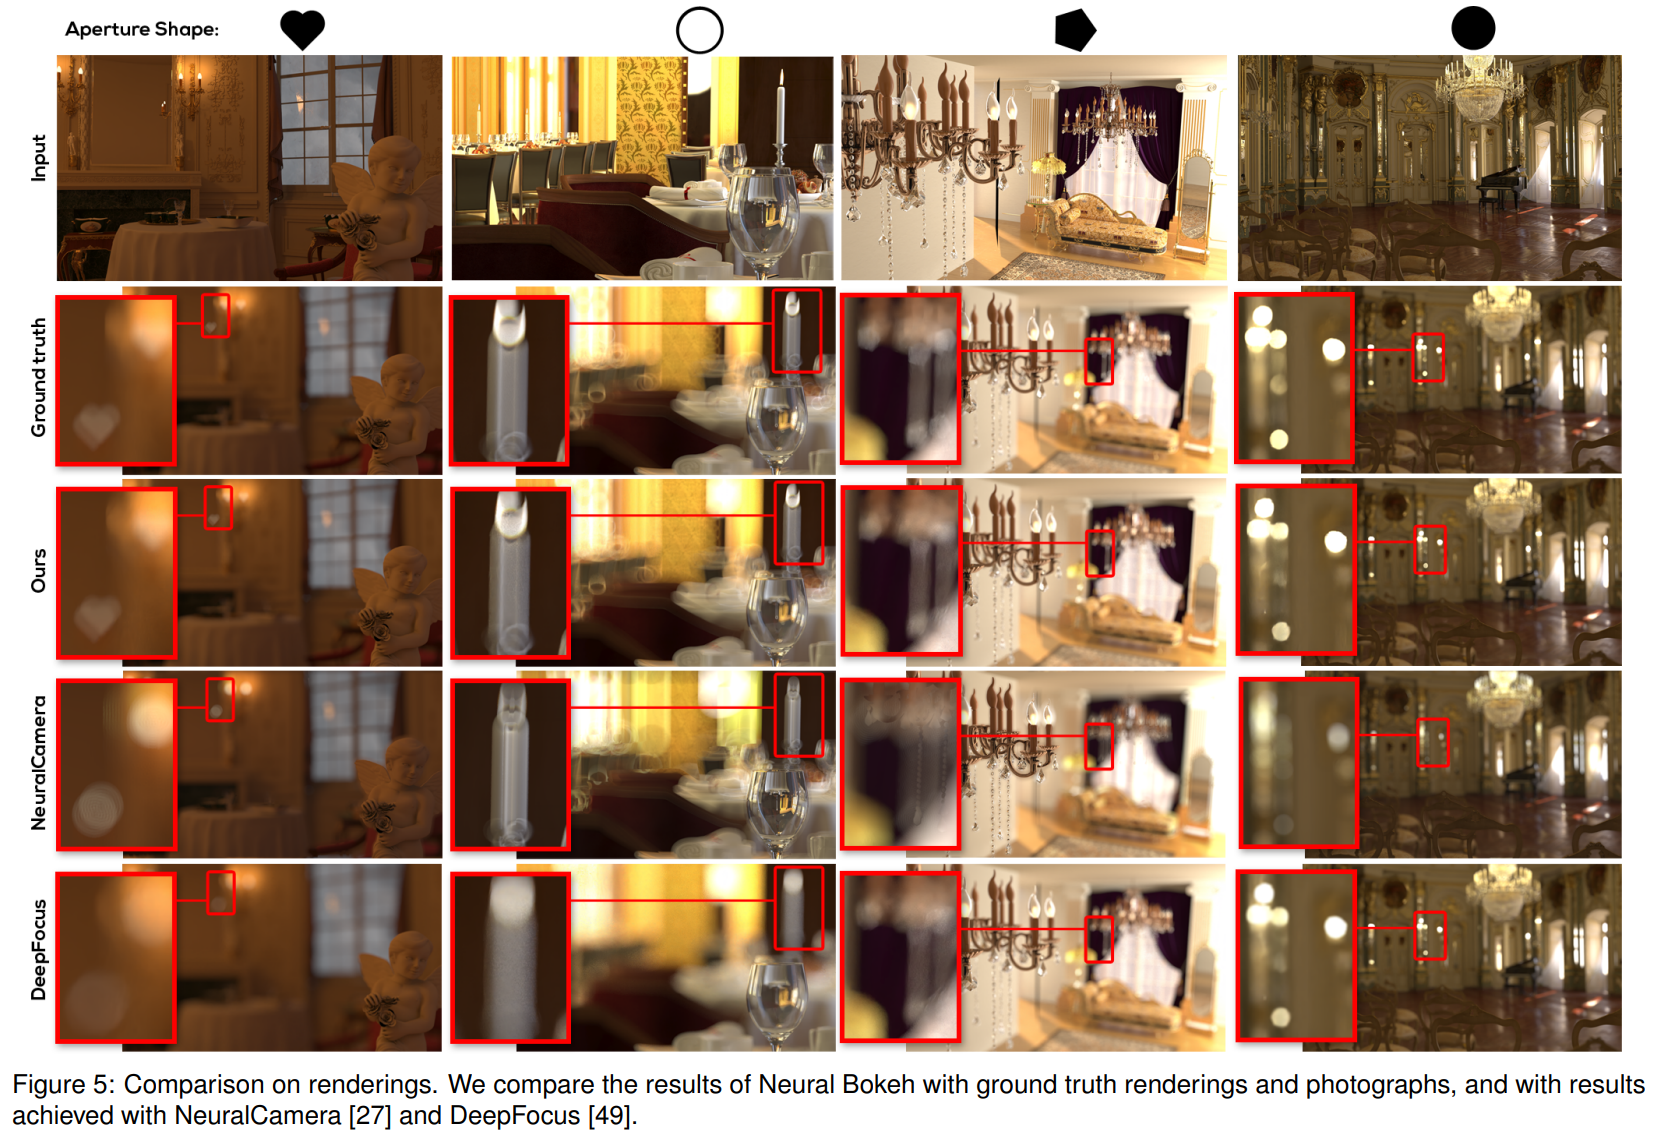 Aperture Shape:
Input
Ground truth
Ours
NeuralCamera
DeepFocus
Figure 5: Comparison on renderings. We compare the results of Neural Bokeh with ground truth renderings and photographs, and with results
achieved with NeuralCamera [27] and DeepFocus [49].